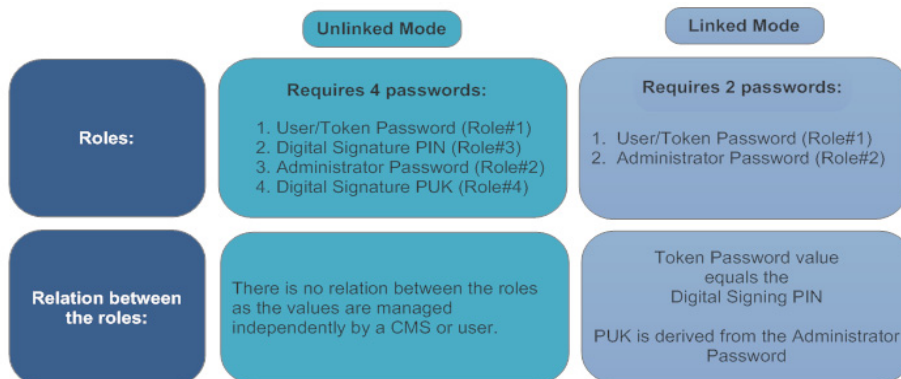 Unlinked Mode
Linked Mode
Roles:
Requires 4 passwords:
1. User/Token Password (Role#1)
2. Digital Signature PIN (Role#3)
3. Administrator Password (Role#2)
4. Digital Signature PUK (Role#4)
Requires 2 passwords:
1. User/Token Password (Role#1)
2. Administrator Password (Role#2)
Relation between
the roles:
There is no relation between the roles
as the values are managed
independently by a CMS or user.
Token Password value
equals the
Digital Signing PIN
PUK is derived from the Administrator
Password